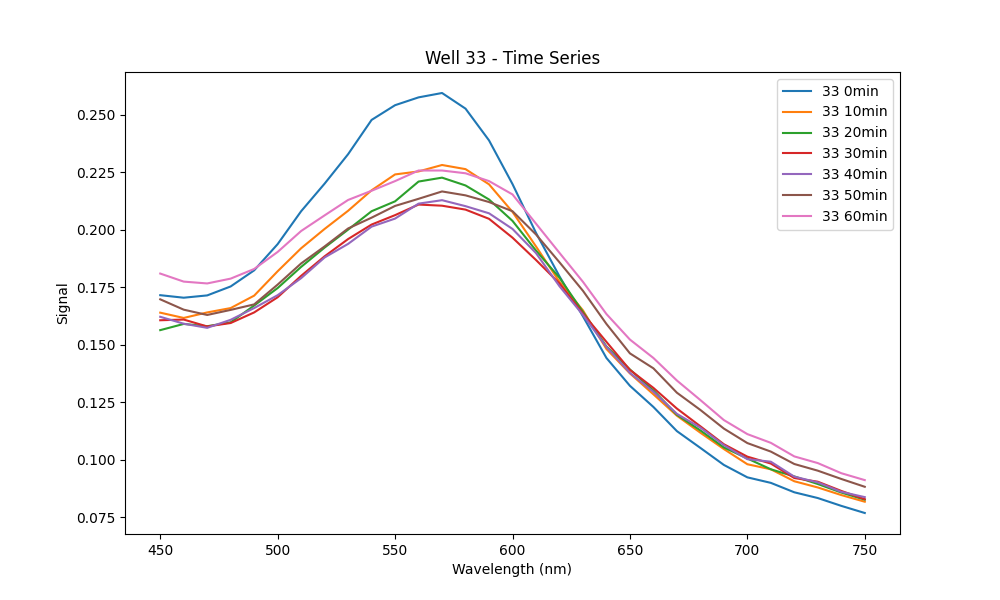 Well 33 - Time Series
33 0min
33 10min
33 20min
33 30min
33 40min
33 50min
33 60min
Signal
0.250
0.225
0.200
0.175
0.150
0.125
0.100
0.075
450 500 550 600 650 700 750
Wavelength (nm)